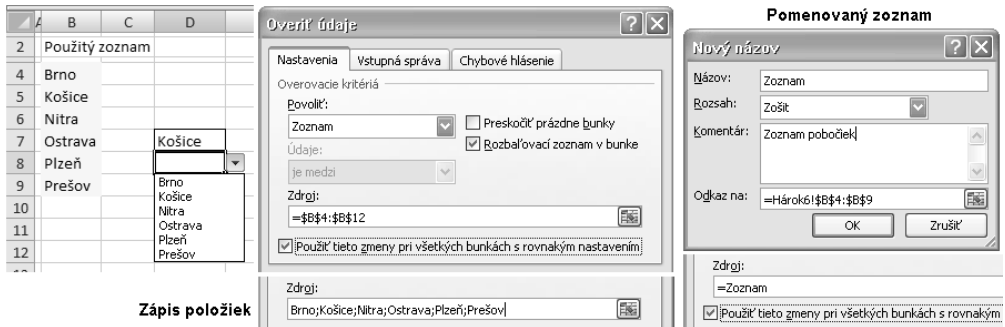 A B C D
2 Použitý zoznam
4 Brno
5 Košice
6 Nitra
7 Ostrava Košice
8 Plzeň
9 Prešov
10
11
12
Brno
Košice
Nitra
Ostrava
Plzeň
Prešov
Zápis položiek
Overiť údaje
Nastavenia Vstupná správa Chybové hlásenie
Overovacie kritériá
Povoliť:
Zoznam
Preskočiť prázdne bunky
Rozbaľovací zoznam v bunke
Údaje:
je medzi
Zdroj:
=$B$4:$B$12
Použiť tieto zmeny pri všetkých bunkách s rovnakým nastavením
Zdroj:
Brno;Košice;Nitra;Ostrava;Plzeň;Prešov
Pomenovaný zoznam
Nový názov
Názov: Zoznam
Rozsah: Zošit
Komentár: Zoznam pobočiek
Odkaz na: =Hárok6!$B$4:$B$9
OK Zrušiť
Zdroj:
=Zoznam
Použiť tieto zmeny pri všetkých bunkách s rovnakým